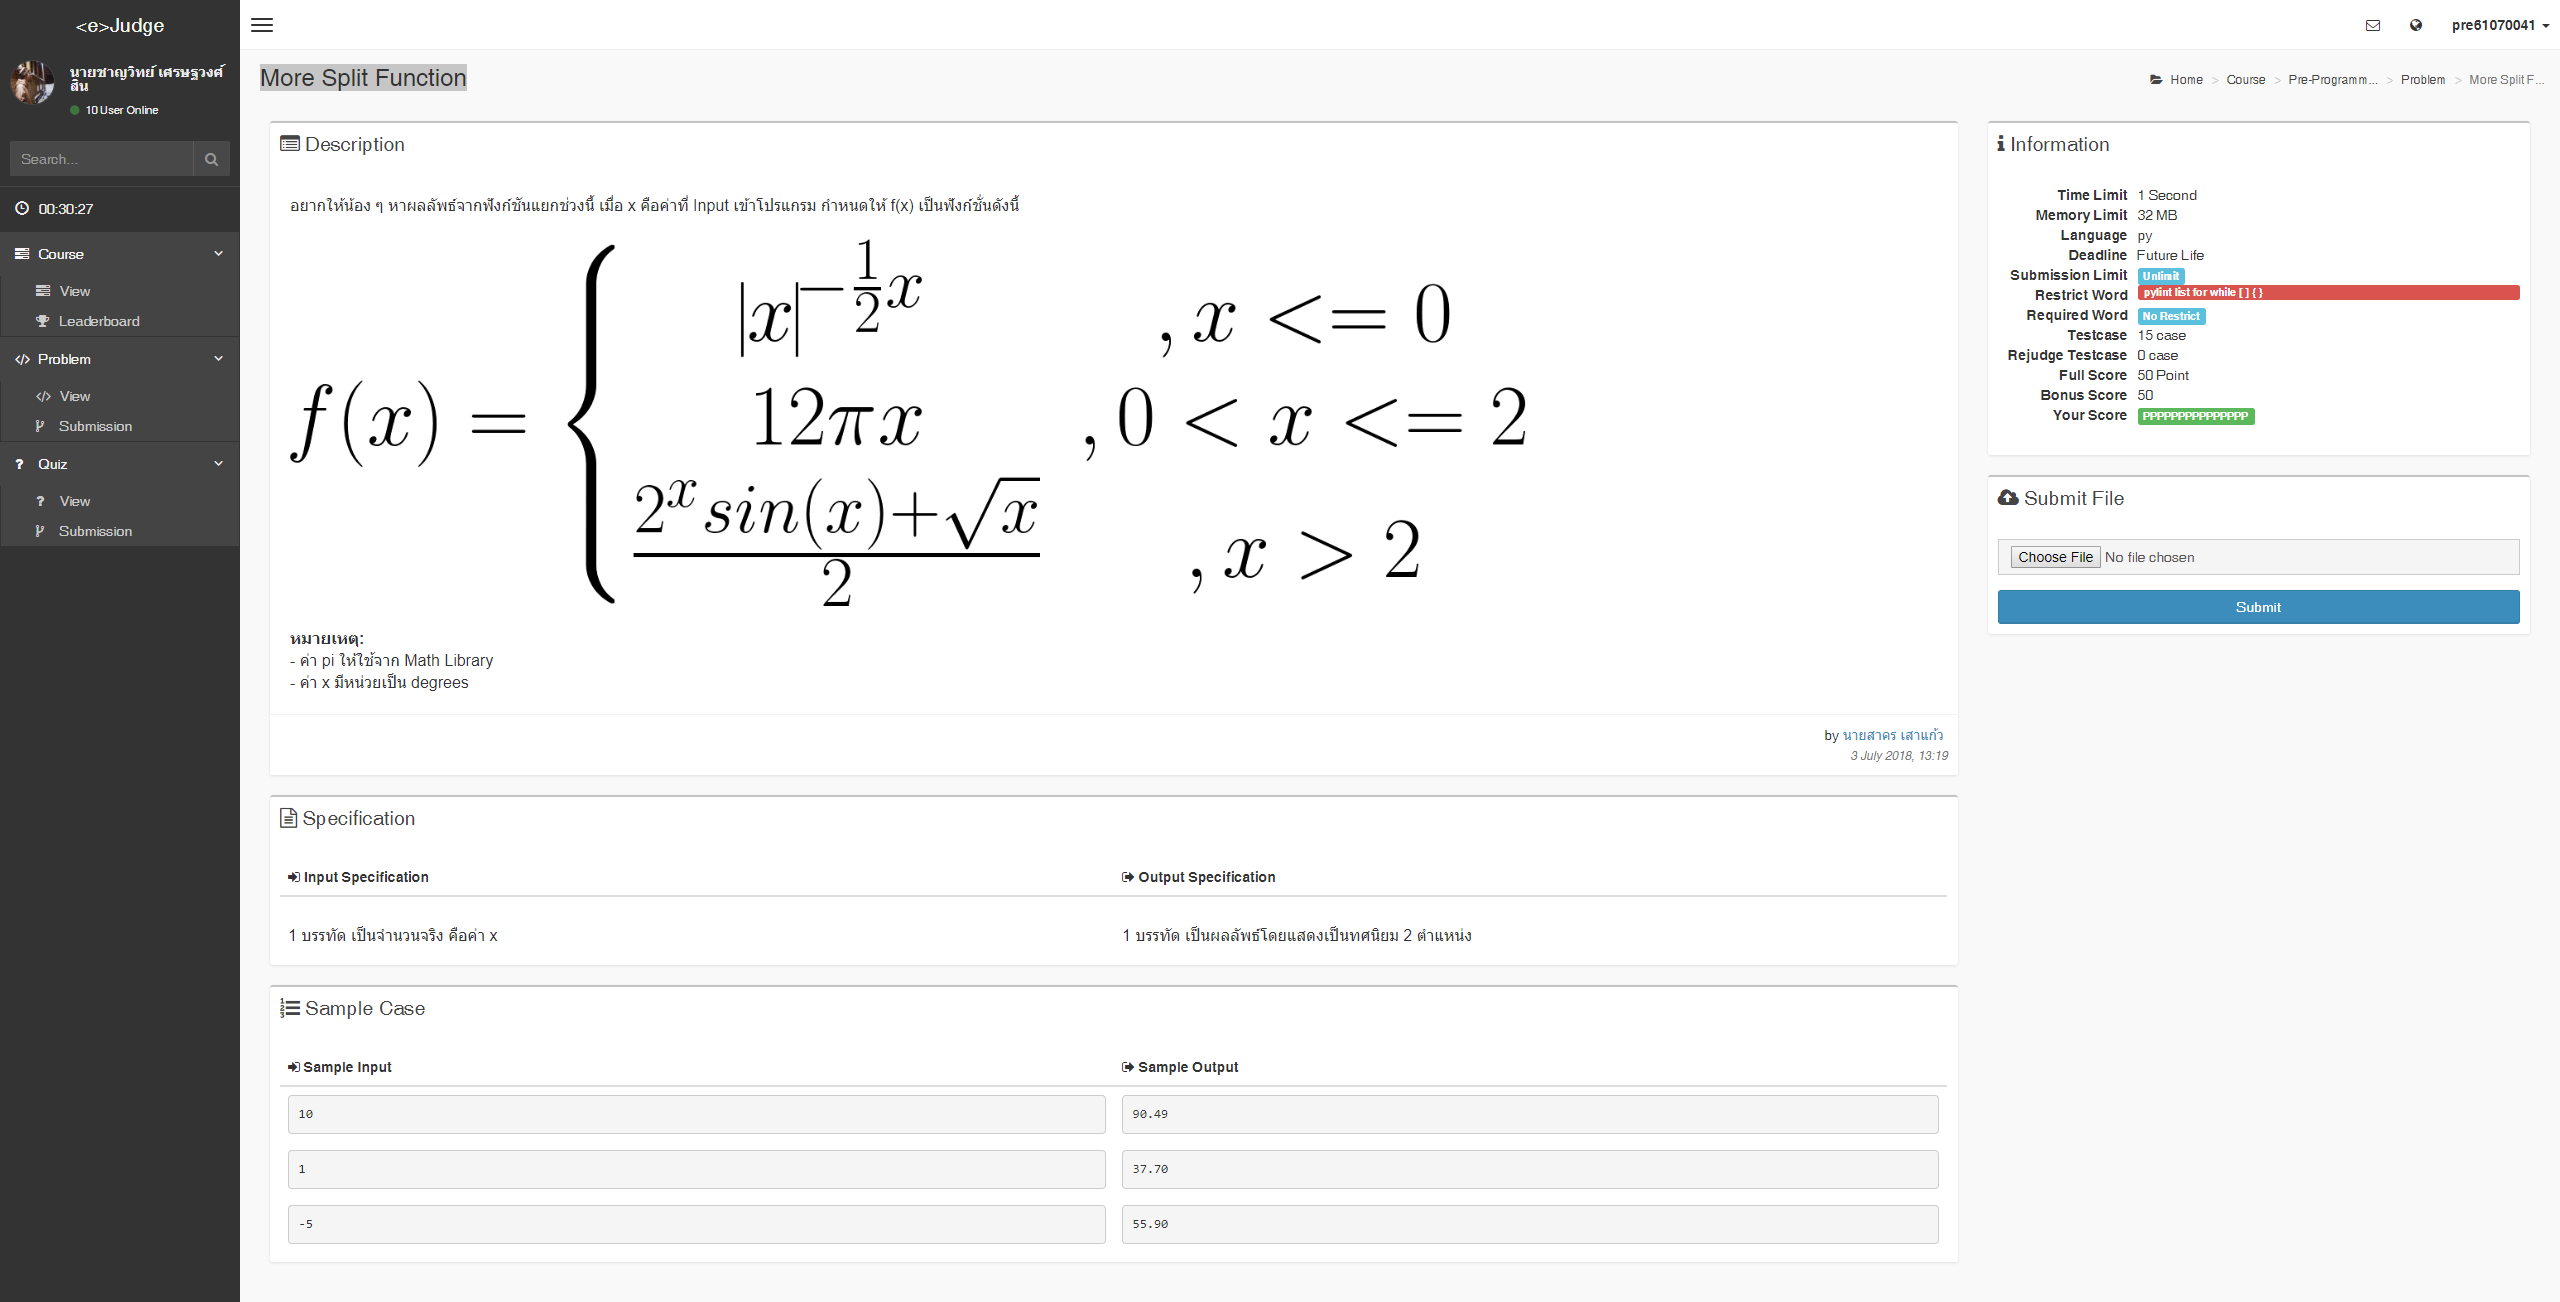 <e>Judge
นายชาญวิทย์ เศรษฐวงศ์
สิน
10 User Online
Search...
00:30:27
Course
View
Leaderboard
Problem
View
Submission
Quiz
View
Submission
pre61070041
More Split Function
Home > Course > Pre-Programm... > Problem > More Split F...
Description
อยากให้น้อง ๆ หาผลลัพธ์จากฟังก์ชันแยกช่วงนี้ เมื่อ x คือค่าที่ Input เข้าโปรแกรม กำหนดให้ f(x) เป็นฟังก์ชั่นดังนี้
f(x) = {
|x|^{-\frac{1}{2}x} , x <= 0
12πx , 0 < x <= 2
\frac{2^x sin(x)+\sqrt{x}}{2} , x > 2
หมายเหตุ:
- ค่า pi ให้ใช้จาก Math Library
- ค่า x มีหน่วยเป็น degrees
by นายสาคร เสาแก้ว
3 July 2018, 13:19
Specification
Input Specification
Output Specification
1 บรรทัด เป็นจำนวนจริง คือค่า x
1 บรรทัด เป็นผลลัพธ์โดยแสดงเป็นทศนิยม 2 ตำแหน่ง
Sample Case
Sample Input
Sample Output
10
90.49
1
37.70
-5
55.90
Information
Time Limit 1 Second
Memory Limit 32 MB
Language py
Deadline Future Life
Submission Limit Unlimit
Restrict Word pylint list for while [ ] { }
Required Word No Restrict
Testcase 15 case
Rejudge Testcase 0 case
Full Score 50 Point
Bonus Score 50
Your Score PPPPPPPPPPPPPPP
Submit File
Choose File No file chosen
Submit